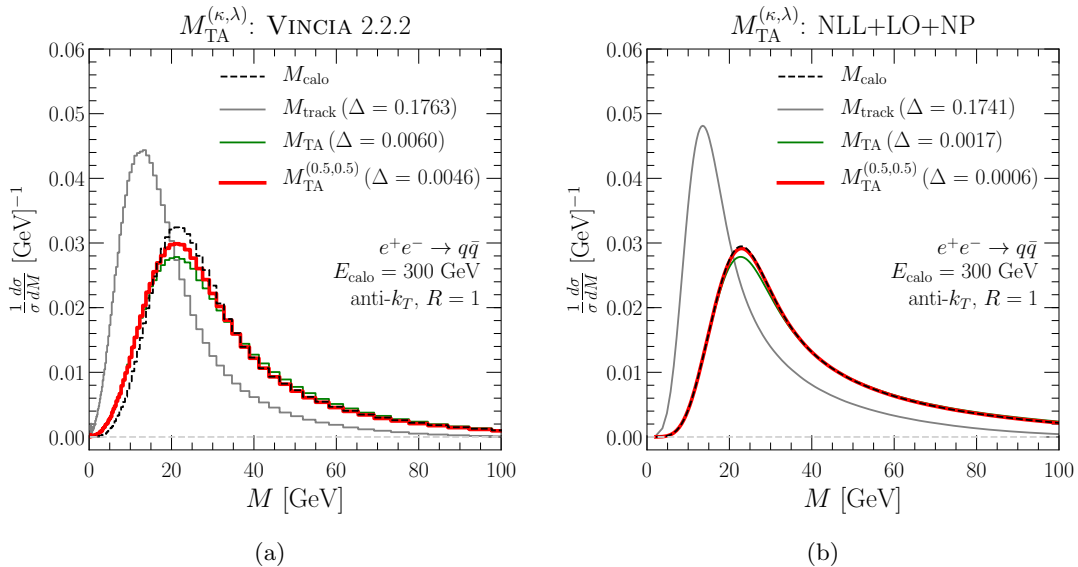 M_TA^(κ,λ): VINCIA 2.2.2
0.06
0.05
0.04
0.03
0.02
0.01
0.00
1/σ dσ/dM [GeV]^−1
M_calo
M_track (Δ = 0.1763)
M_TA (Δ = 0.0060)
M_TA^(0.5,0.5) (Δ = 0.0046)
e^+e^− → qq̄
E_calo = 300 GeV
anti-k_T, R = 1
0 20 40 60 80 100
M [GeV]
(a)
M_TA^(κ,λ): NLL+LO+NP
0.06
0.05
0.04
0.03
0.02
0.01
0.00
1/σ dσ/dM [GeV]^−1
M_calo
M_track (Δ = 0.1741)
M_TA (Δ = 0.0017)
M_TA^(0.5,0.5) (Δ = 0.0006)
e^+e^− → qq̄
E_calo = 300 GeV
anti-k_T, R = 1
0 20 40 60 80 100
M [GeV]
(b)